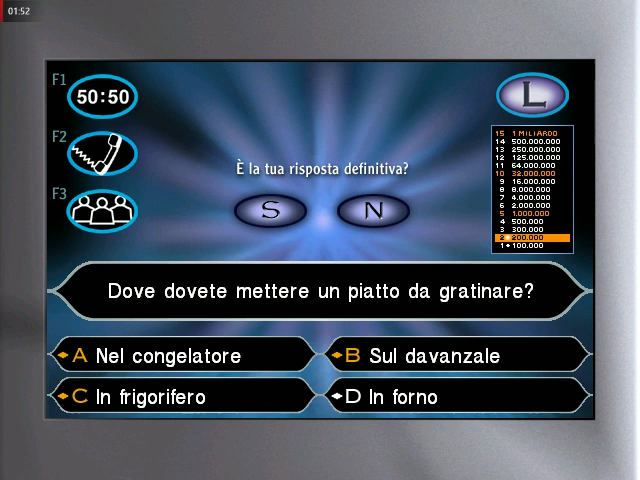 01:52
F1
50:50
F2
F3
L
È la tua risposta definitiva?
S
N
15 1 MILIARDO
14 500.000.000
13 250.000.000
12 125.000.000
11 64.000.000
10 32.000.000
9 16.000.000
8 8.000.000
7 4.000.000
6 2.000.000
5 1.000.000
4 500.000
3 300.000
2 200.000
1 100.000
Dove dovete mettere un piatto da gratinare?
A Nel congelatore
B Sul davanzale
C In frigorifero
D In forno